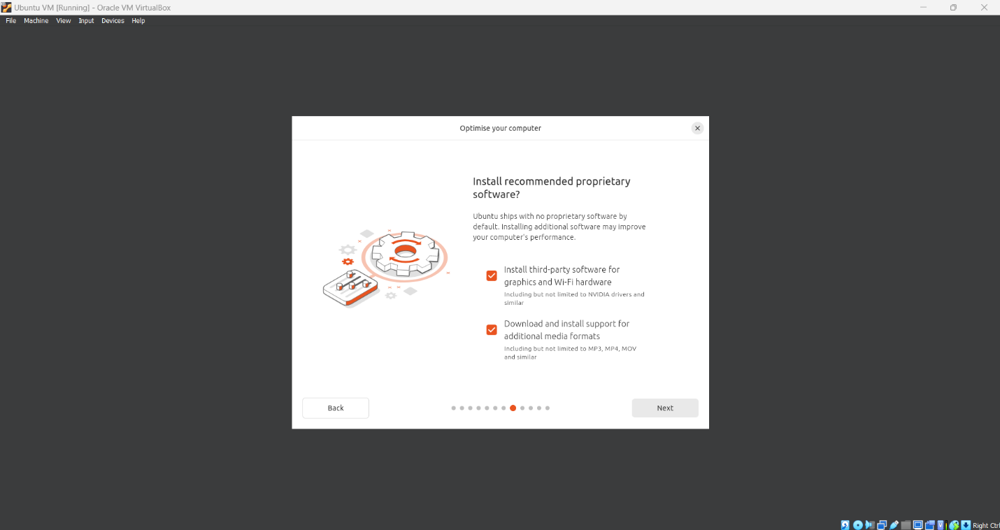 Ubuntu VM [Running] - Oracle VM VirtualBox
File Machine View Input Devices Help
Optimise your computer
Install recommended proprietary
software?
Ubuntu ships with no proprietary software by
default. Installing additional software may improve
your computer's performance.
Install third-party software for
graphics and Wi-Fi hardware
Including but not limited to NVIDIA drivers and
similar
Download and install support for
additional media formats
Including but not limited to MP3, MP4, MOV
and similar
Back
Next
Right Ctrl